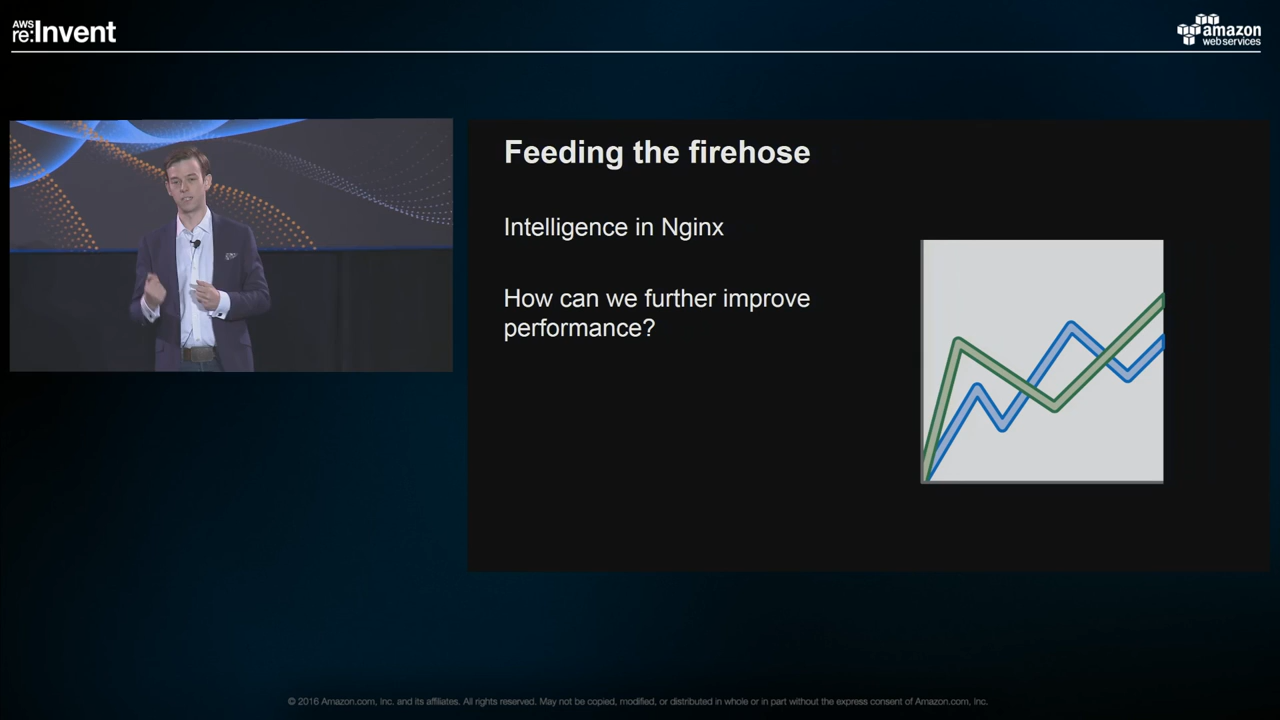 AWS
re:Invent
amazon
web services
Feeding the firehose
Intelligence in Nginx
How can we further improve
performance?
© 2016 Amazon.com, Inc. and its affiliates. All rights reserved. May not be copied, modified, or distributed in whole or in part without the express consent of Amazon.com, Inc.